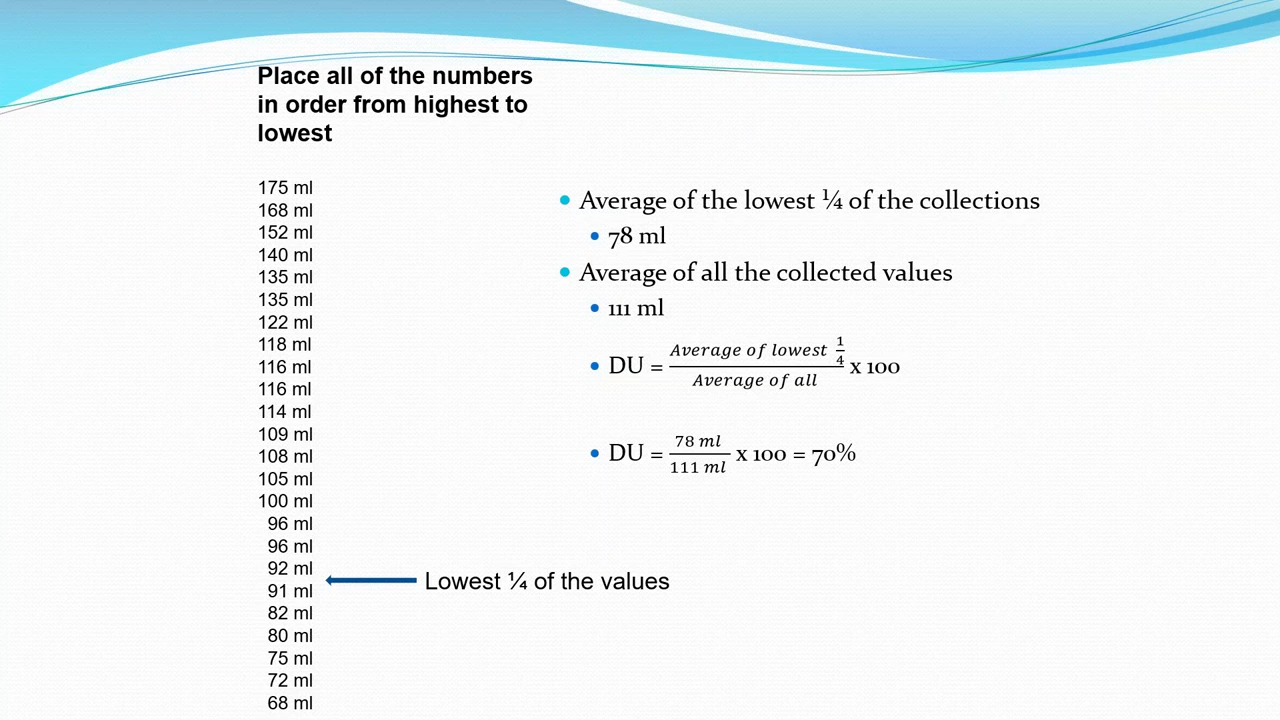 Place all of the numbers
in order from highest to
lowest
175 ml
168 ml
152 ml
140 ml
135 ml
135 ml
122 ml
118 ml
116 ml
116 ml
114 ml
109 ml
108 ml
105 ml
100 ml
96 ml
96 ml
92 ml
91 ml
82 ml
80 ml
75 ml
72 ml
68 ml
Lowest ¼ of the values
• Average of the lowest ¼ of the collections
• 78 ml
• Average of all the collected values
• 111 ml
• DU = \frac{Average of lowest \frac{1}{4}}{Average of all} x 100
• DU = \frac{78 ml}{111 ml} x 100 = 70%